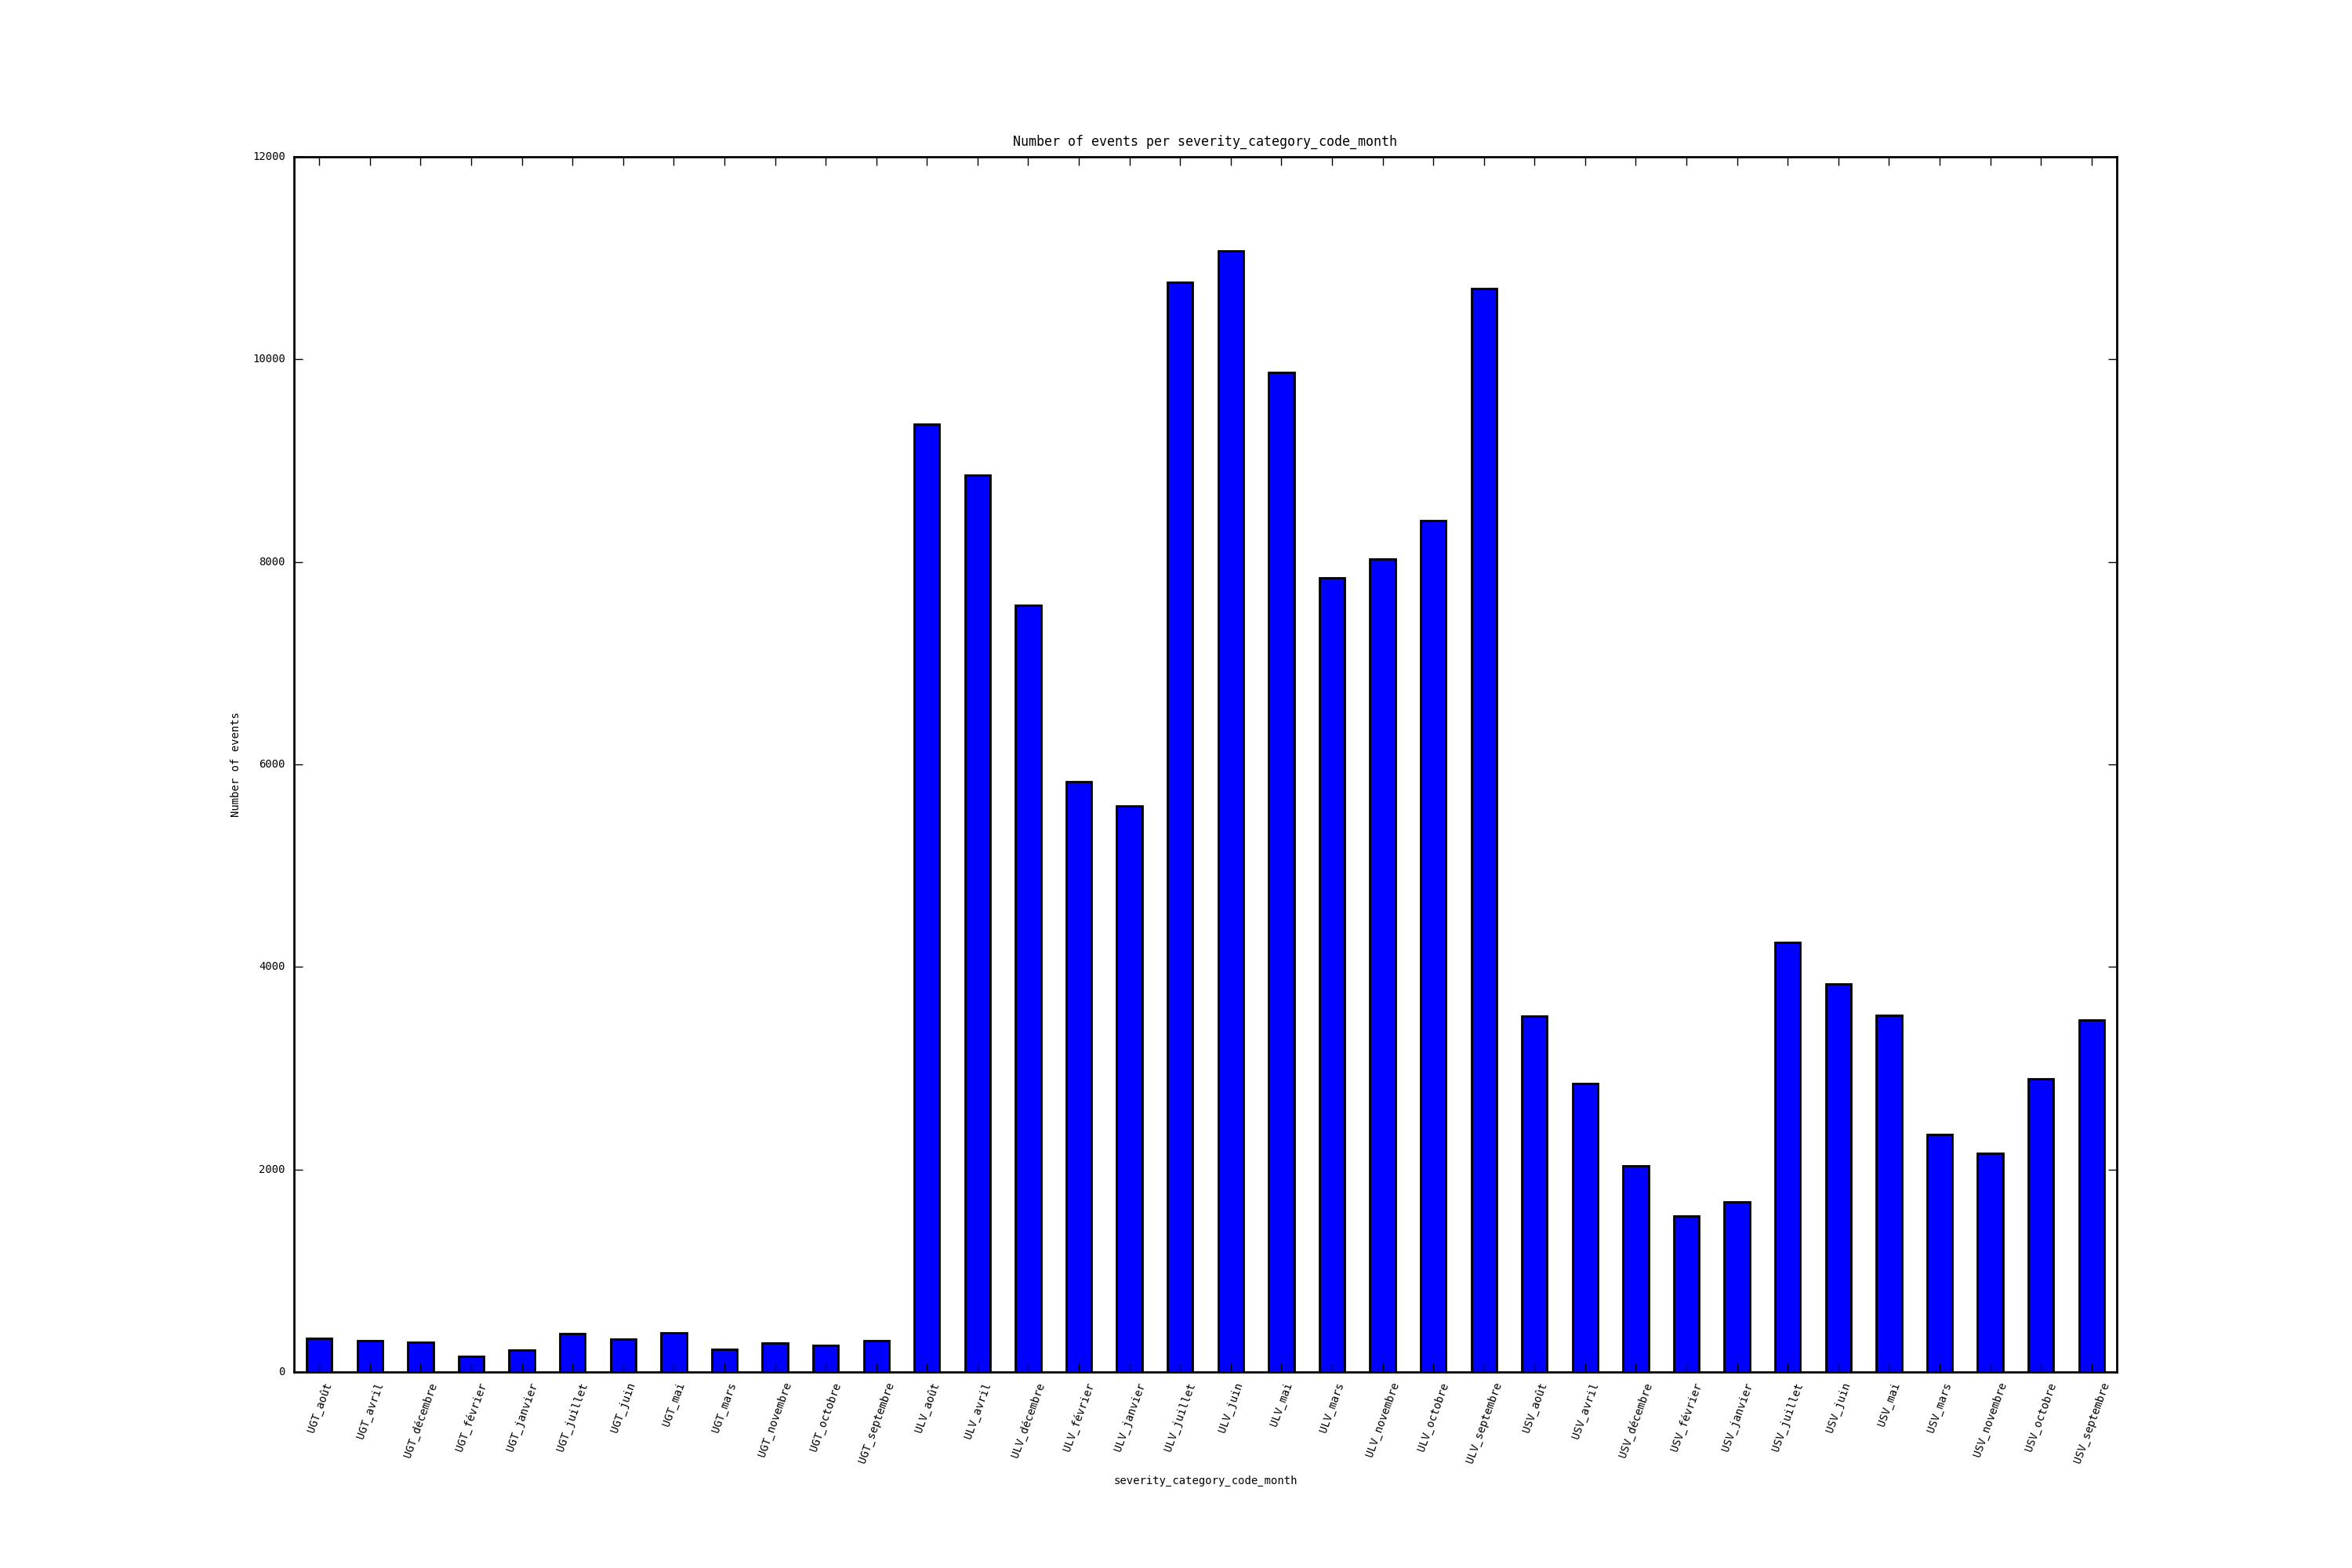 Number of events per severity_category_code_month
12000
10000
8000
6000
4000
2000
0
Number of events
UGT_août
UGT_avril
UGT_décembre
UGT_février
UGT_janvier
UGT_juillet
UGT_juin
UGT_mai
UGT_mars
UGT_novembre
UGT_octobre
UGT_septembre
ULV_août
ULV_avril
ULV_décembre
ULV_février
ULV_janvier
ULV_juillet
ULV_juin
ULV_mai
ULV_mars
ULV_novembre
ULV_octobre
ULV_septembre
USV_août
USV_avril
USV_décembre
USV_février
USV_janvier
USV_juillet
USV_juin
USV_mai
USV_mars
USV_novembre
USV_octobre
USV_septembre
severity_category_code_month